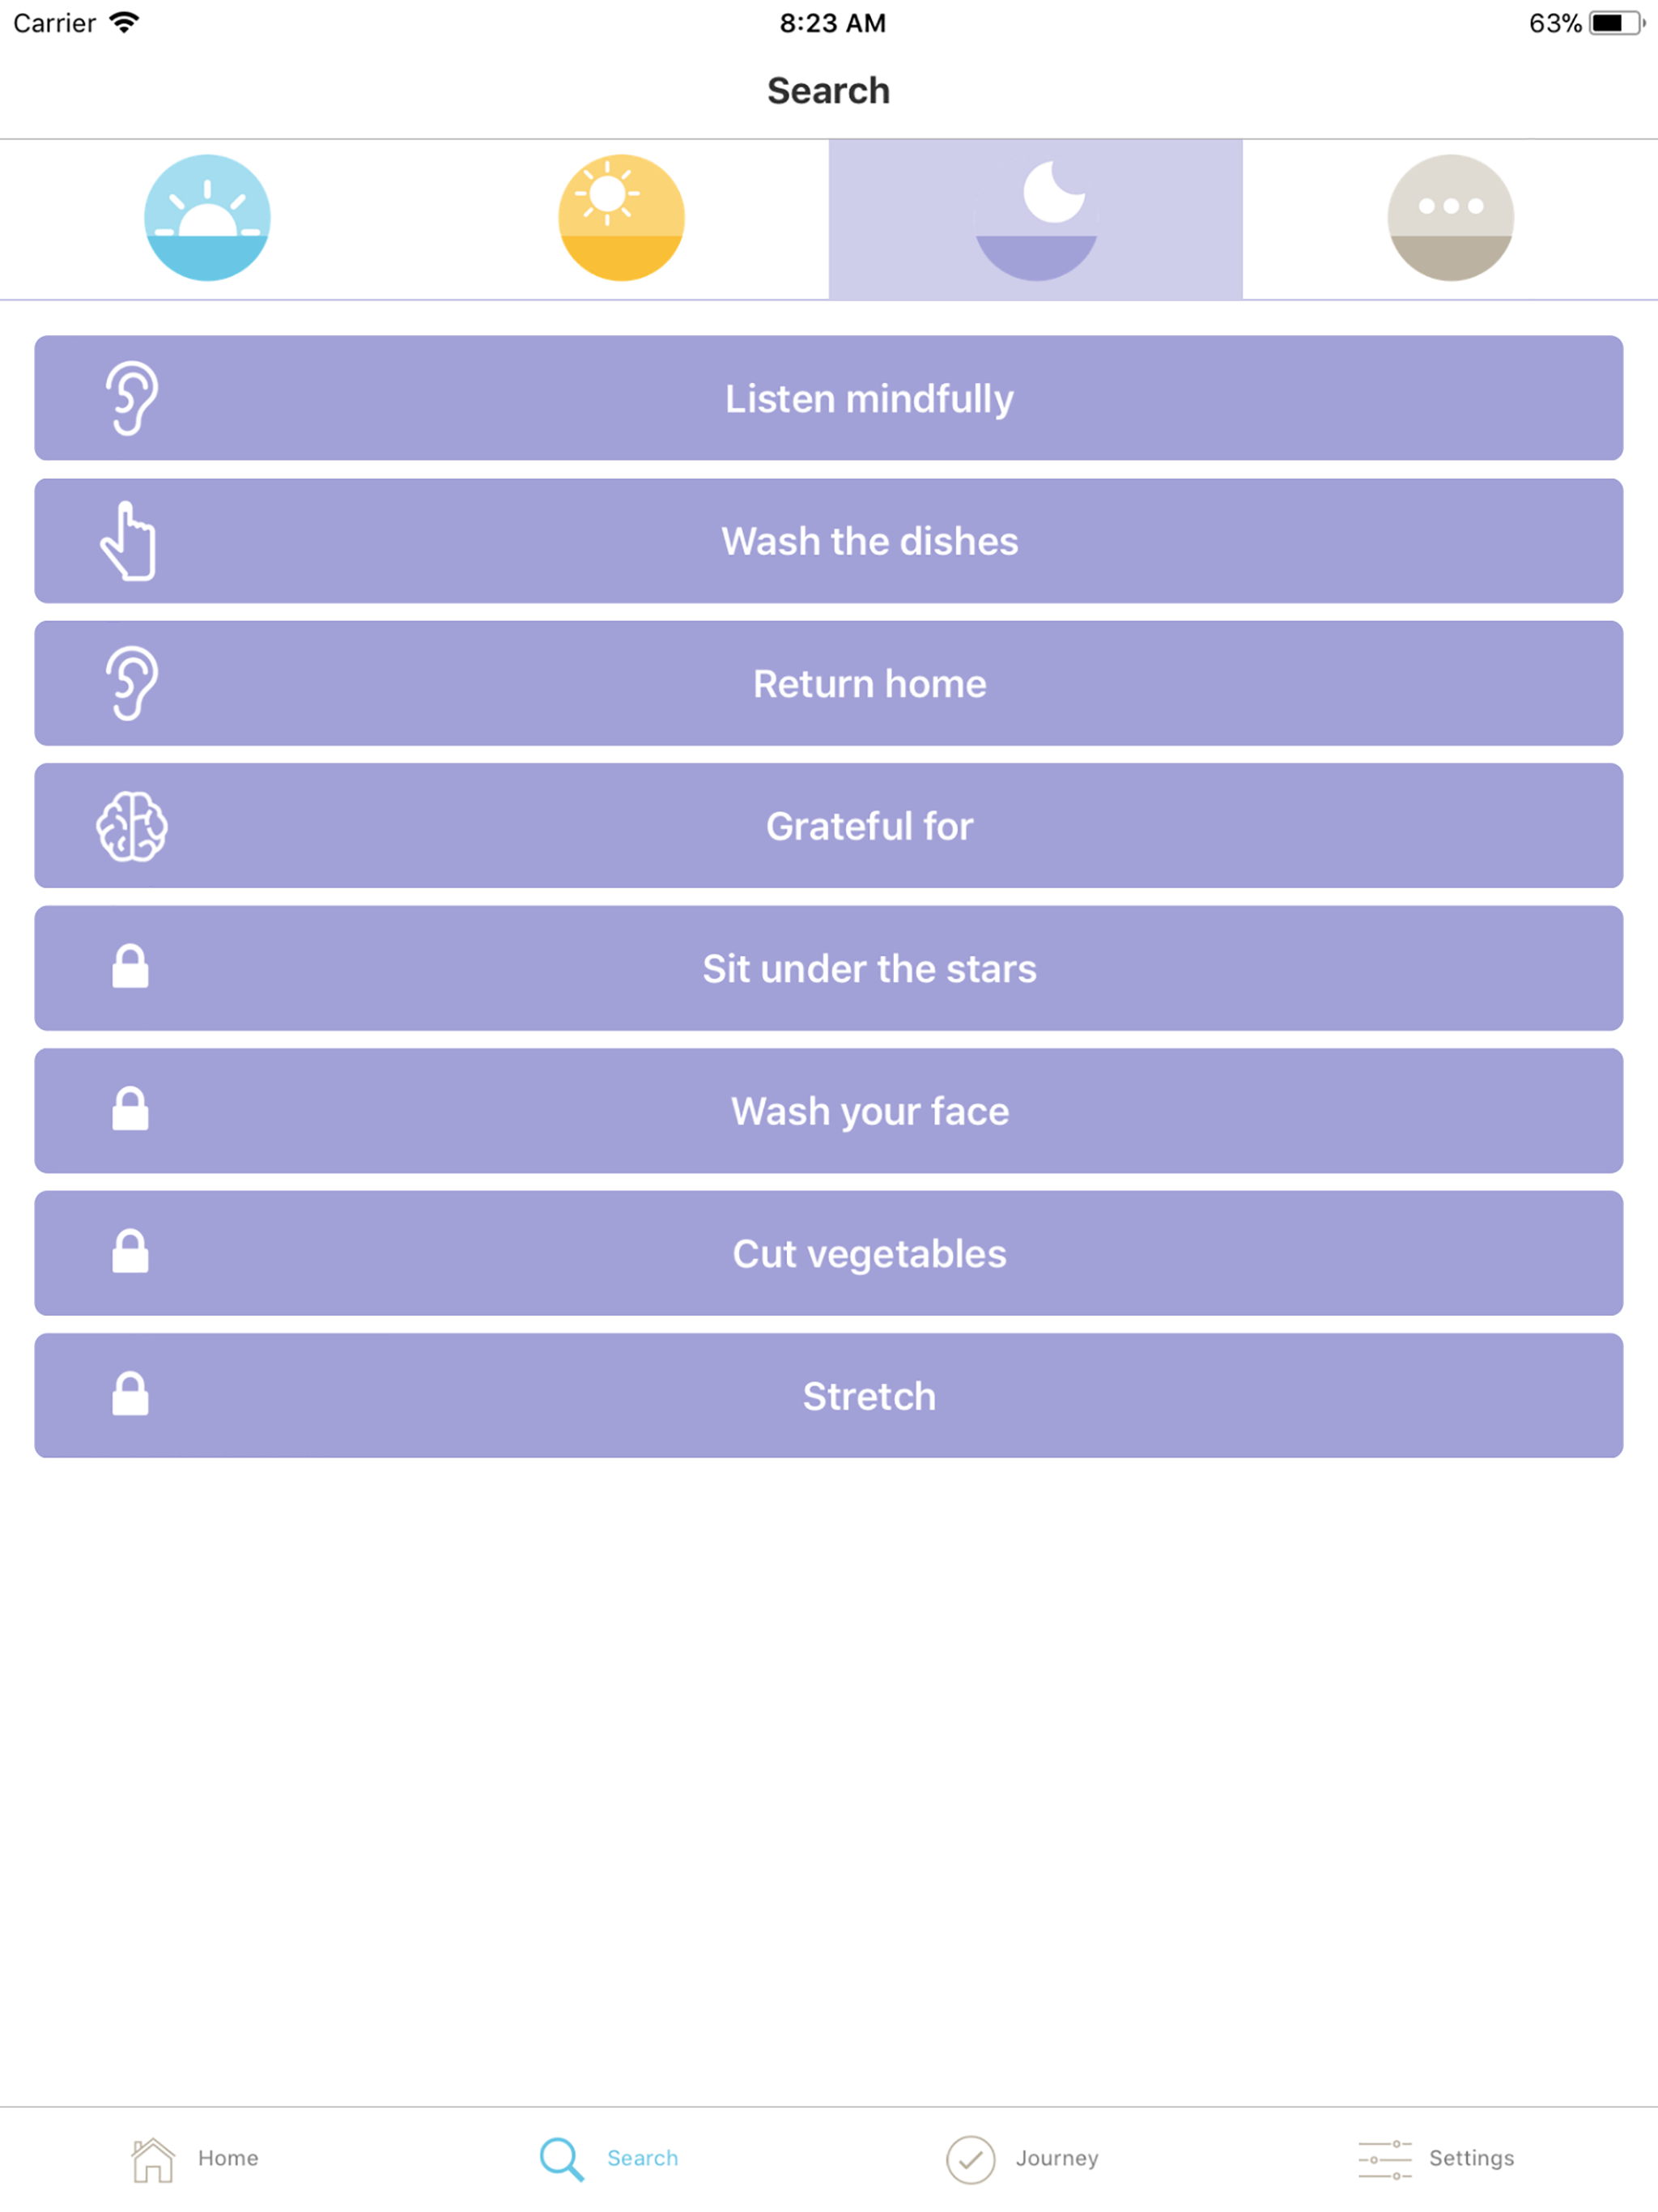 Carrier 8:23 AM 63%
Search
Listen mindfully
Wash the dishes
Return home
Grateful for
Sit under the stars
Wash your face
Cut vegetables
Stretch
Home Search Journey Settings